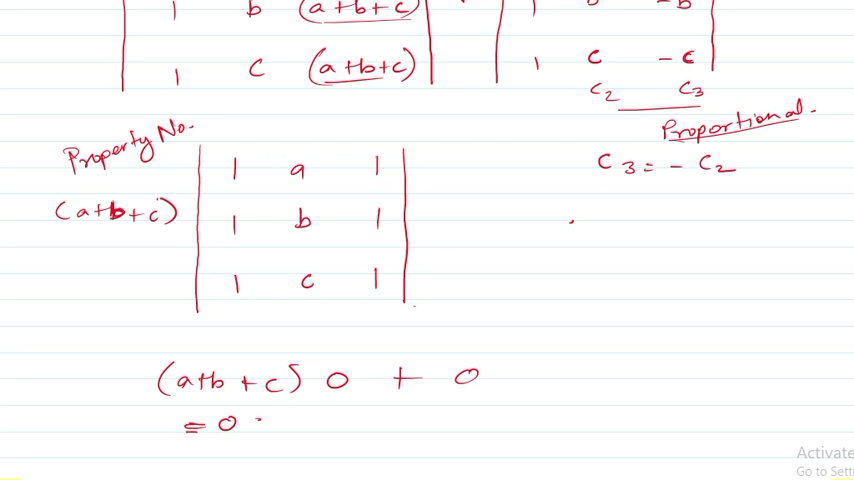 1 b (a+b+c) 1 b -b
1 c (a+b+c) 1 c -c
C2 C3
Proportional.
Property No.
C3 = - C2
1 a 1
(a+b+c) 1 b 1
1 c 1
(a+b+c) 0 + 0
= 0.
Activate
Go to Setti